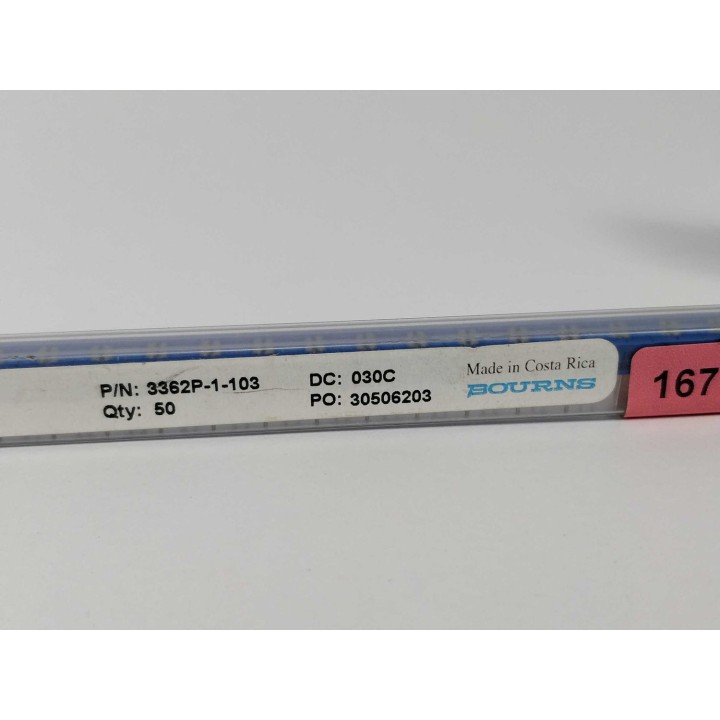 P/N: 3362P-1-103 DC: 030C Made in Costa Rica
Qty: 50 PO: 30506203 BOURNS
167